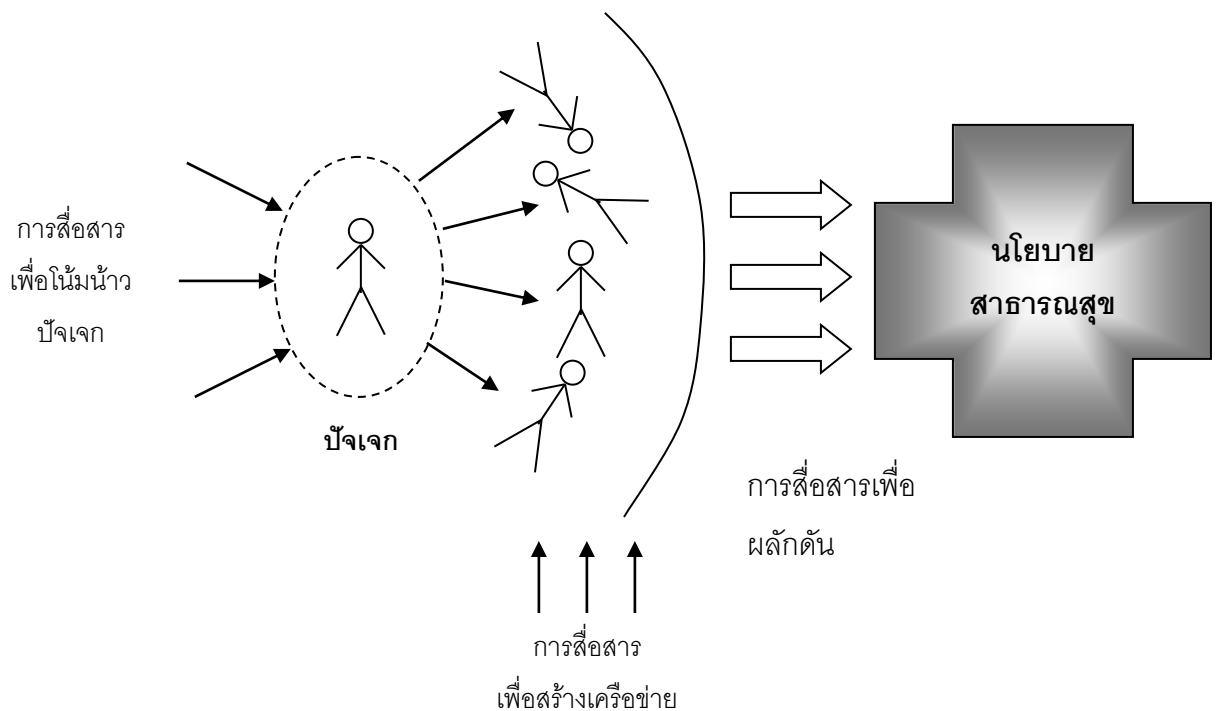 การสื่อสาร
เพื่อโน้มน้าว
ปัจเจก
ปัจเจก
นโยบาย
สาธารณสุข
การสื่อสารเพื่อ
ผลักดัน
การสื่อสาร
เพื่อสร้างเครือข่าย